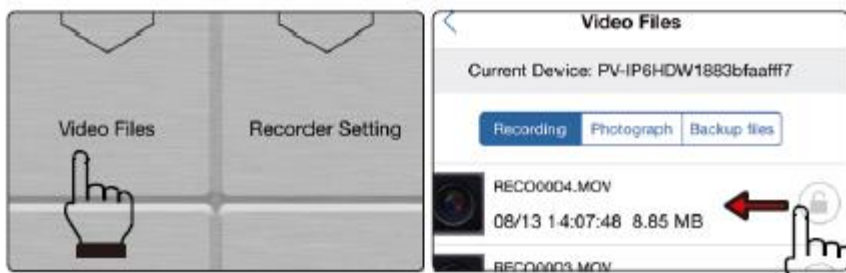 Video Files
Recorder Setting
Video Files
Current Device: PV-IP6HDW1883bfaafff7
Recording
Photograph
Backup files
RECO00D4.MOV
08/13 14:07:48 8.85 MB